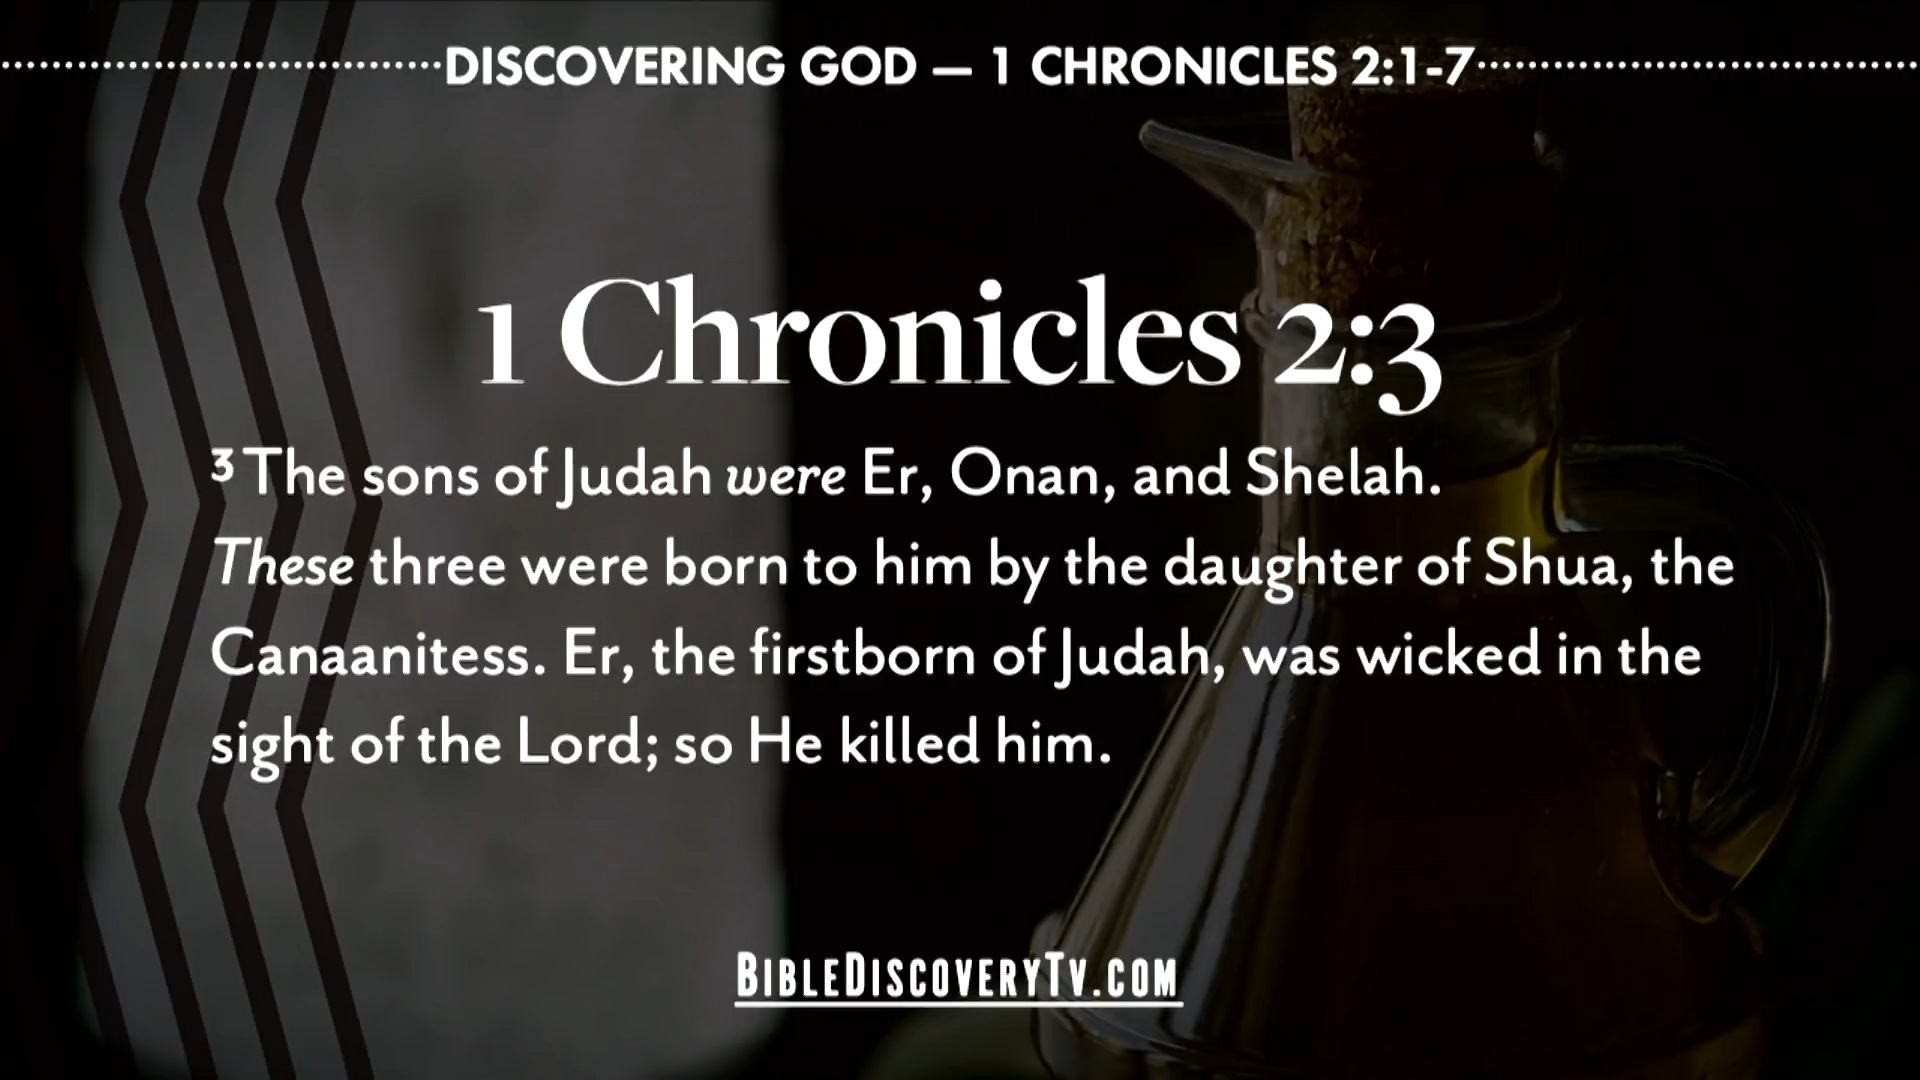 DISCOVERING GOD — 1 CHRONICLES 2:1-7
1 Chronicles 2:3
³The sons of Judah were Er, Onan, and Shelah.
These three were born to him by the daughter of Shua, the
Canaanitess. Er, the firstborn of Judah, was wicked in the
sight of the Lord; so He killed him.
BIBLEDISCOVERYTV.COM